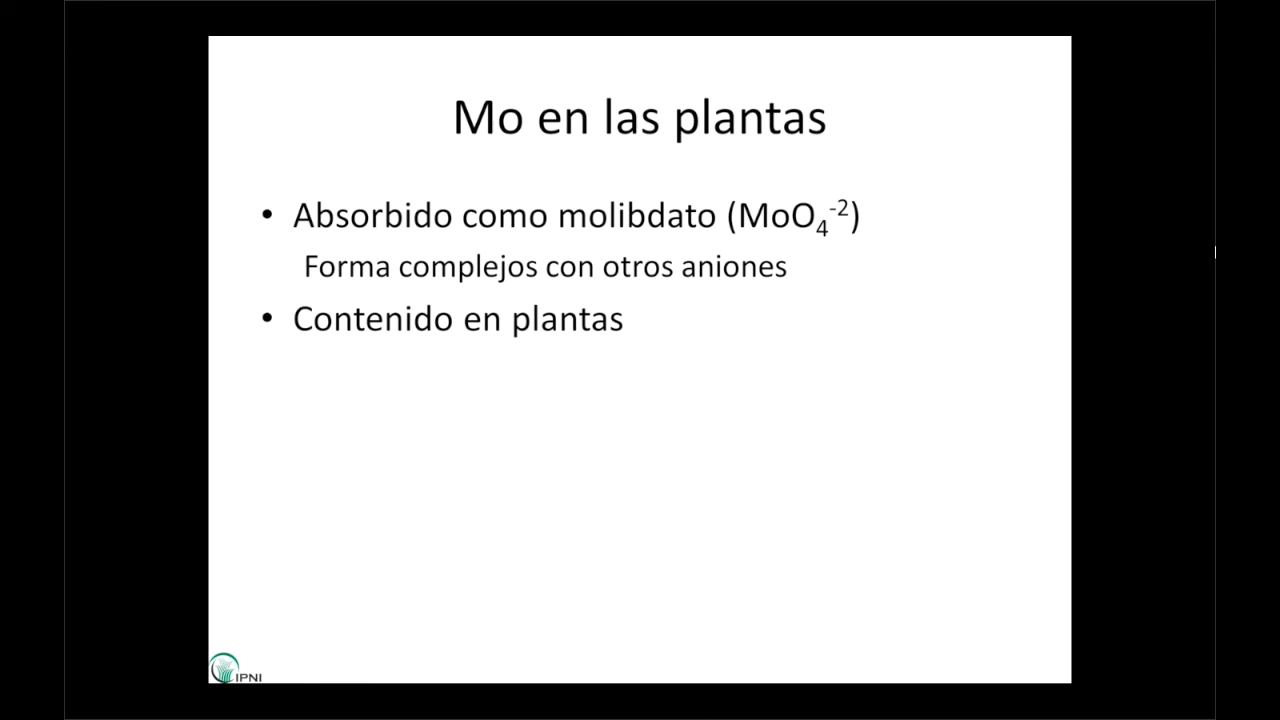 Mo en las plantas
• Absorbido como molibdato (MoO₄⁻²)
Forma complejos con otros aniones
• Contenido en plantas
IPNI